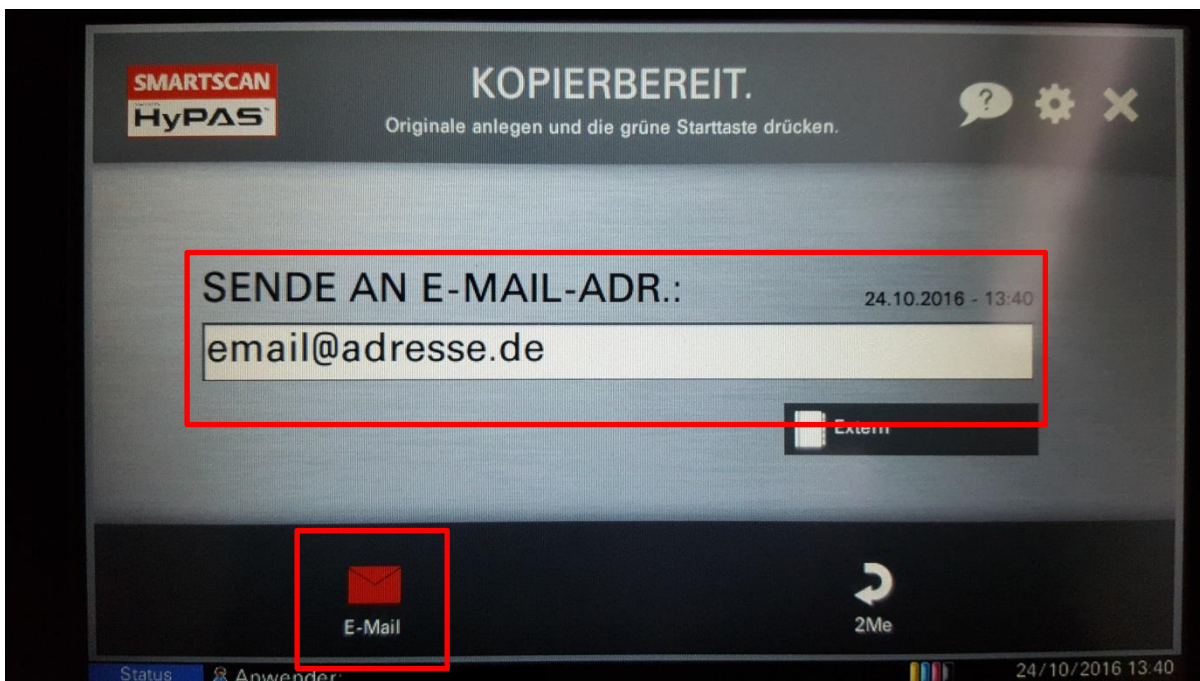 SMARTSCAN
HyPAS
KOPIERBEREIT.
Originale anlegen und die grüne Starttaste drücken.
?
SENDE AN E-MAIL-ADR.:
24.10.2016 - 13:40
email@adresse.de
Extern
E-Mail
2Me
Status
Anwender:
24/10/2016 13:40